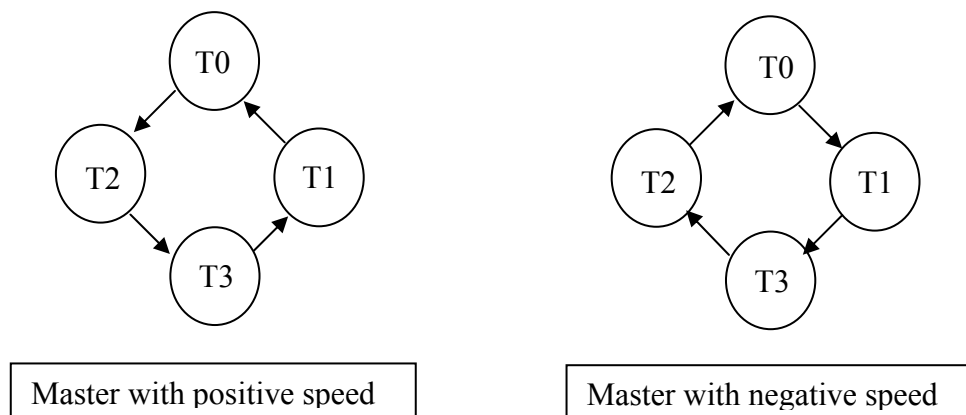 T0
T2
T1
T3
Master with positive speed
T0
T2
T1
T3
Master with negative speed